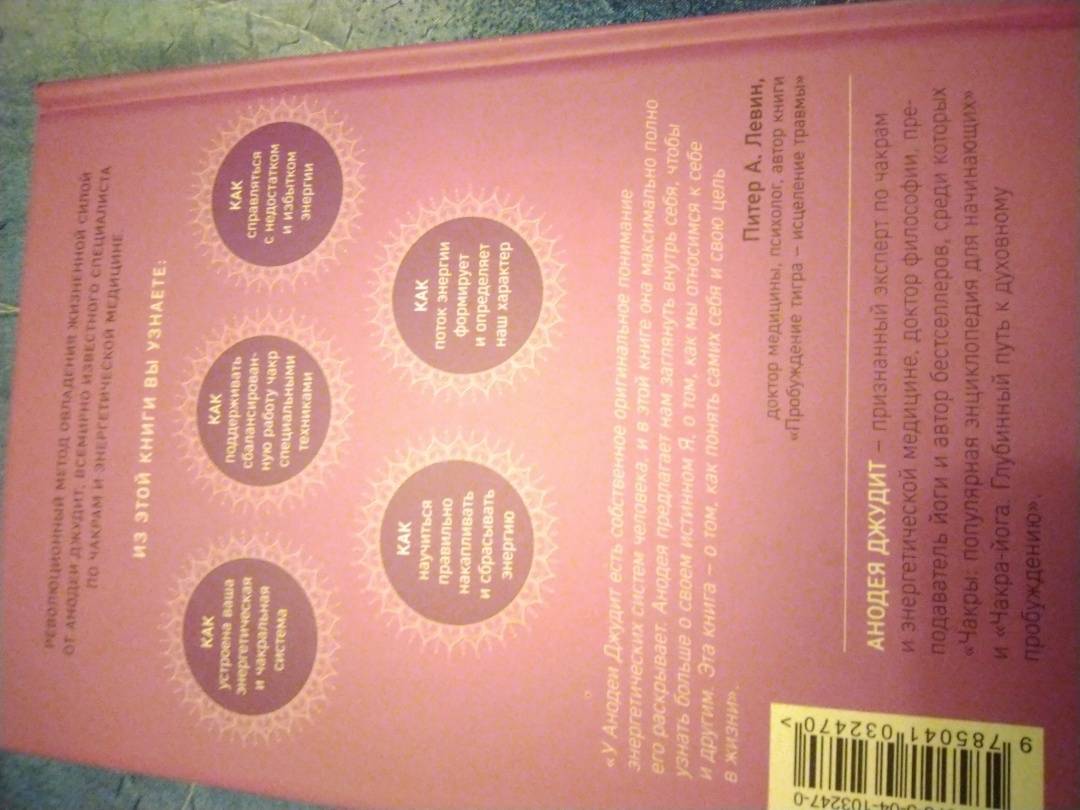 РЕВОЛЮЦИОННЫЙ МЕТОД ОВЛАДЕНИЯ ЖИЗНЕННОЙ СИЛОЙ
ОТ АНОДЕИ ДЖУДИТ, ВСЕМИРНО ИЗВЕСТНОГО СПЕЦИАЛИСТА
ПО ЧАКРАМ И ЭНЕРГЕТИЧЕСКОЙ МЕДИЦИНЕ
ИЗ ЭТОЙ КНИГИ ВЫ УЗНАЕТЕ:
КАК
устроена ваша
энергетическая
и чакральная
система
КАК
поддерживать
сбалансирован-
ную работу чакр
специальными
техниками
КАК
справляться
с недостатком
и избытком
энергии
КАК
научиться
правильно
накапливать
и сбрасывать
энергию
КАК
поток энергии
формирует
и определяет
наш характер
«У Анодеи Джудит есть собственное оригинальное понимание
энергетических систем человека, и в этой книге она максимально полно
его раскрывает. Анодея предлагает нам заглянуть внутрь себя, чтобы
узнать больше о своем истинном Я, о том, как мы относимся к себе
и другим. Эта книга – о том, как понять самих себя и свою цель
в жизни».
Питер А. Левин,
доктор медицины, психолог, автор книги
«Пробуждение тигра – исцеление травмы»
АНОДЕЯ ДЖУДИТ – признанный эксперт по чакрам
и энергетической медицине, доктор философии, пре-
подаватель йоги и автор бестселлеров, среди которых
«Чакры: популярная энциклопедия для начинающих»
и «Чакра-йога. Глубинный путь к духовному
пробуждению».
-04-103247-0
9 785041 032470 >